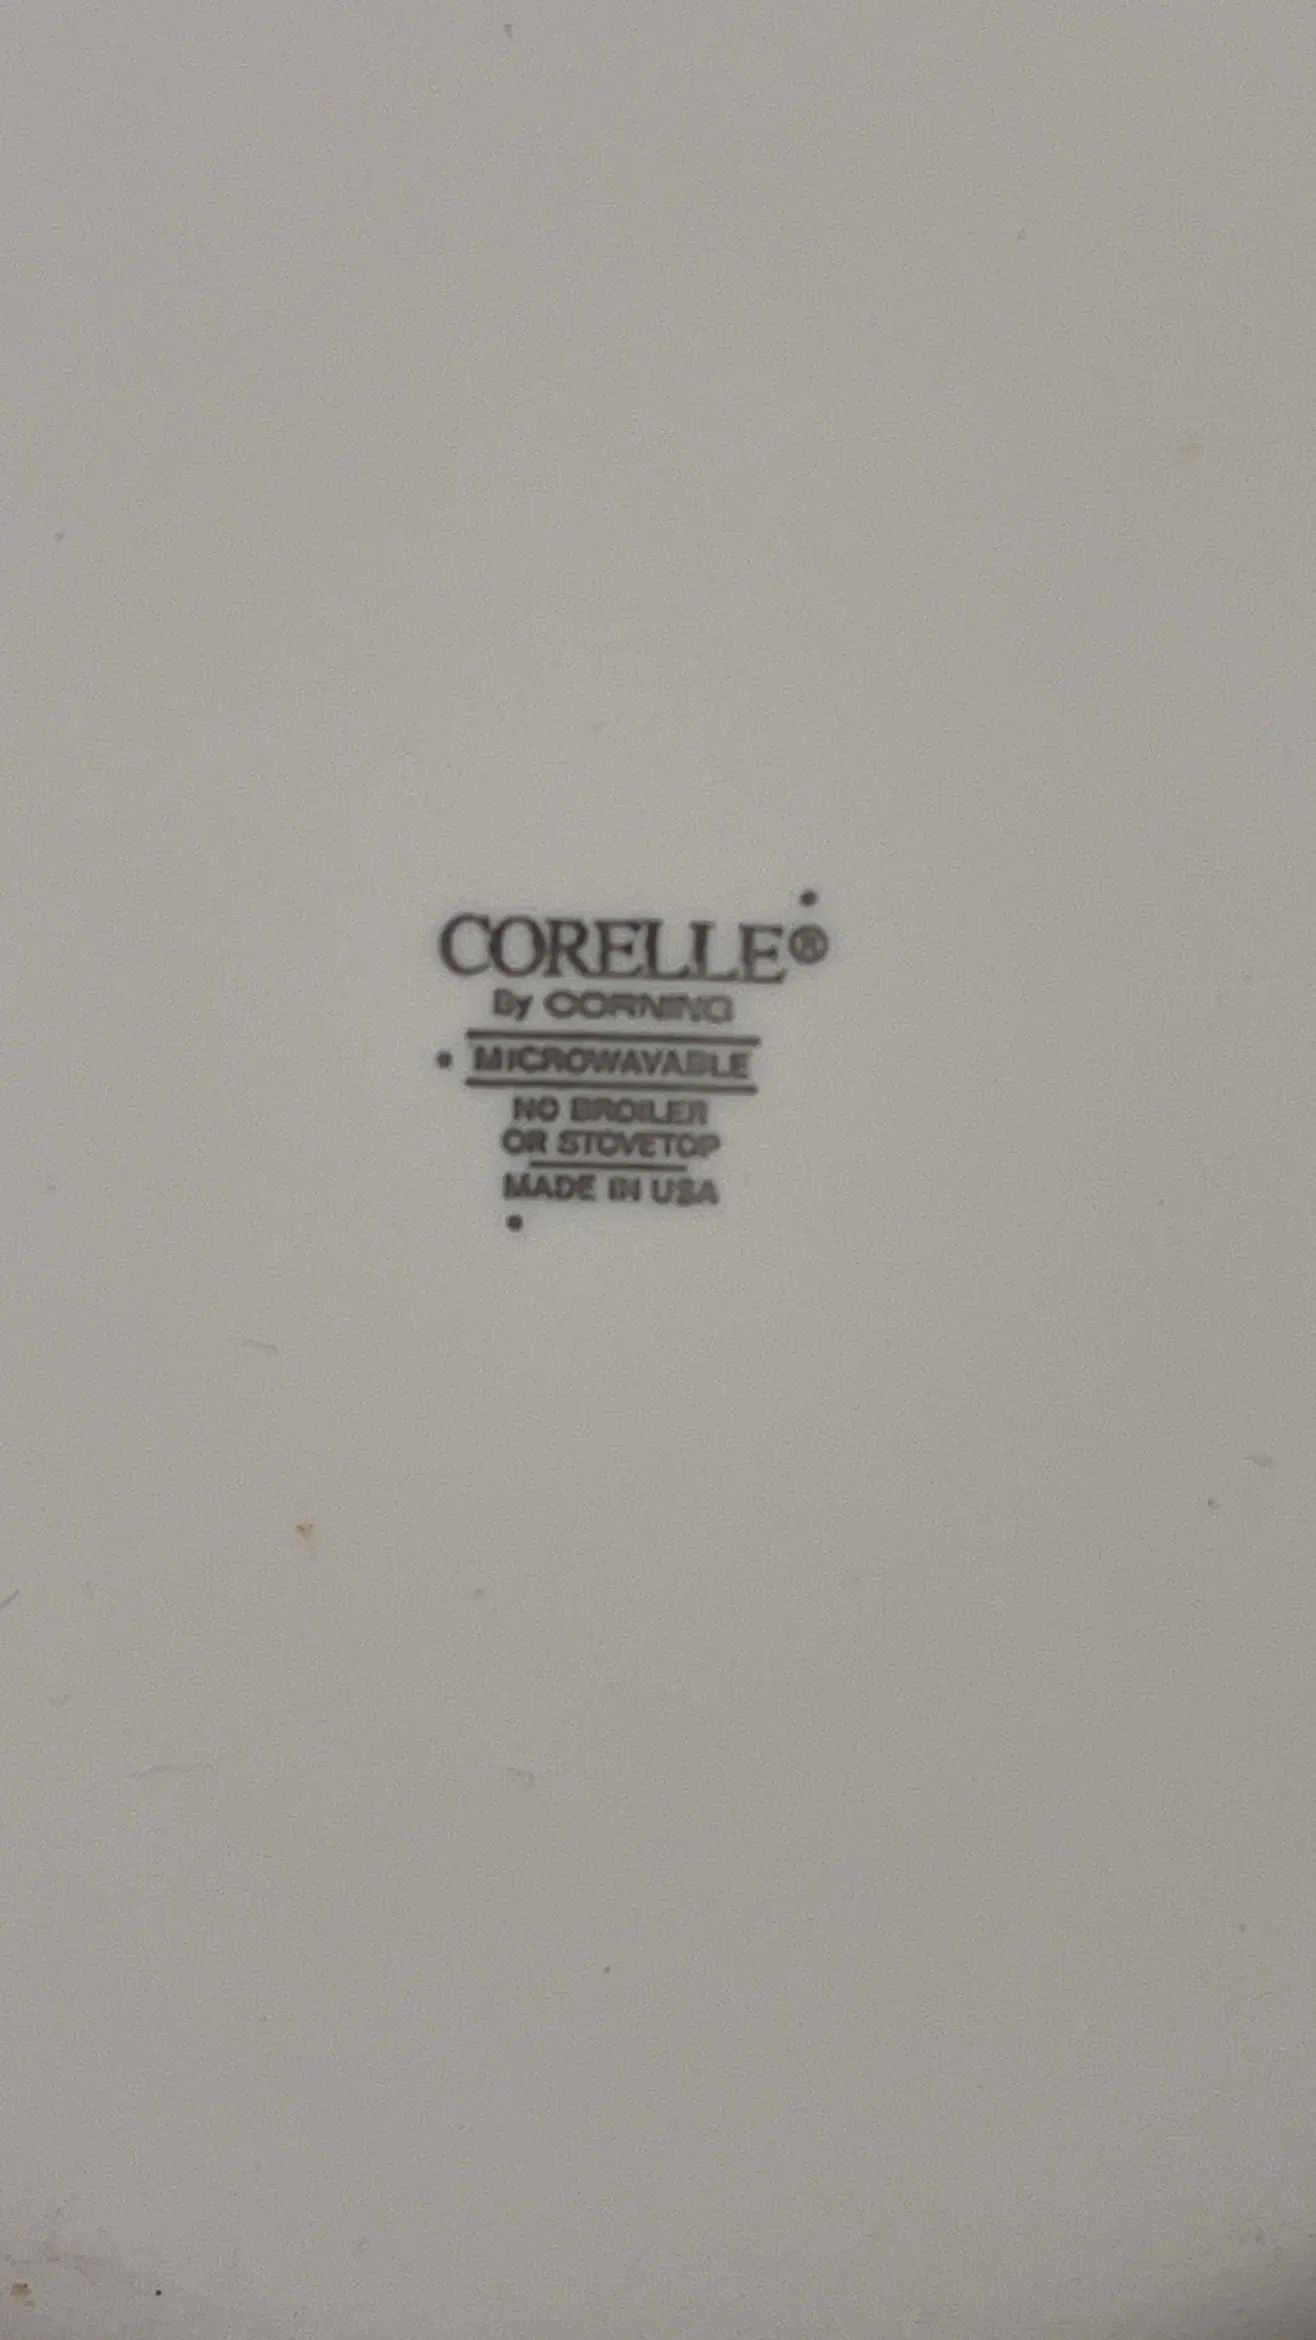 CORELLE®
By CORNING
MICROWAVABLE
NO BROILER
OR STOVETOP
MADE IN USA